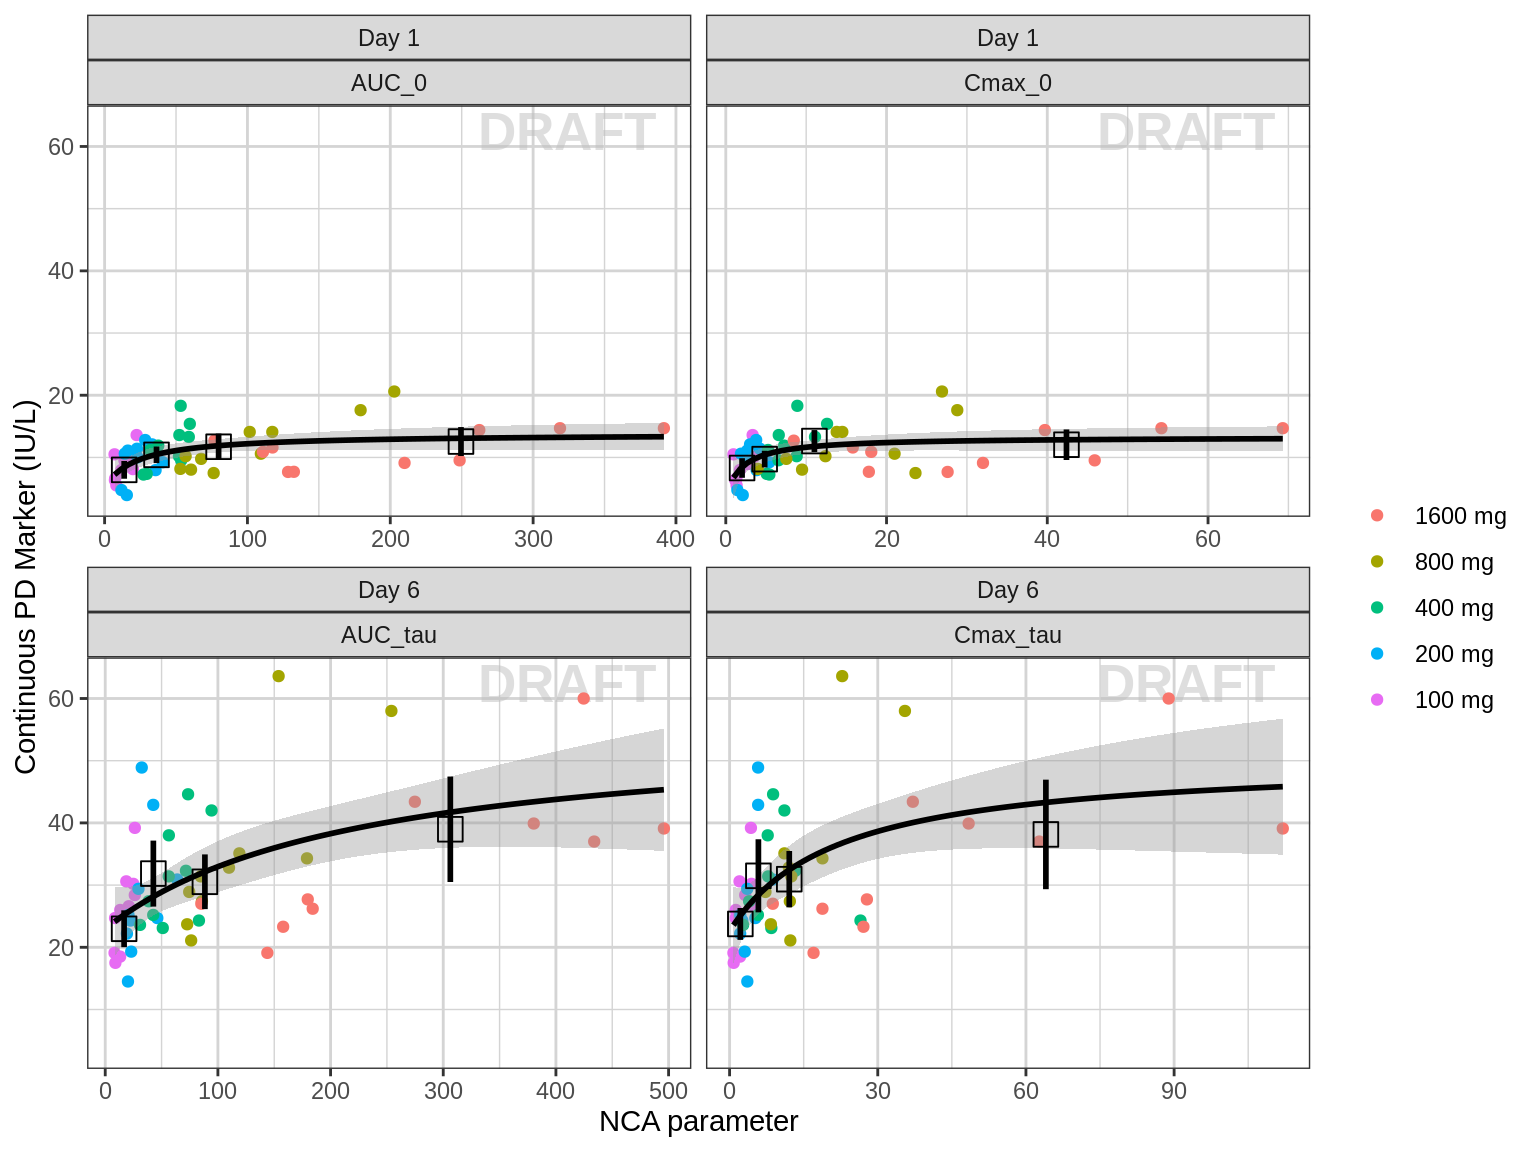 Day 1
AUC_0
DRAFT
60
40
20
0 100 200 300 400
Day 1
Cmax_0
DRAFT
0 20 40 60
Day 6
AUC_tau
DRAFT
60
40
20
0 100 200 300 400 500
Day 6
Cmax_tau
DRAFT
0 30 60 90
Continuous PD Marker (IU/L)
NCA parameter
1600 mg
800 mg
400 mg
200 mg
100 mg